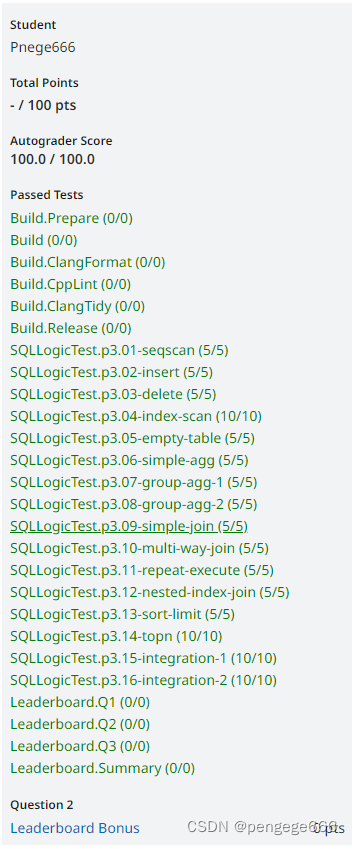 Student
Pnege666
Total Points
- / 100 pts
Autograder Score
100.0 / 100.0
Passed Tests
Build.Prepare (0/0)
Build (0/0)
Build.ClangFormat (0/0)
Build.CppLint (0/0)
Build.ClangTidy (0/0)
Build.Release (0/0)
SQLLogicTest.p3.01-seqscan (5/5)
SQLLogicTest.p3.02-insert (5/5)
SQLLogicTest.p3.03-delete (5/5)
SQLLogicTest.p3.04-index-scan (10/10)
SQLLogicTest.p3.05-empty-table (5/5)
SQLLogicTest.p3.06-simple-agg (5/5)
SQLLogicTest.p3.07-group-agg-1 (5/5)
SQLLogicTest.p3.08-group-agg-2 (5/5)
SQLLogicTest.p3.09-simple-join (5/5)
SQLLogicTest.p3.10-multi-way-join (5/5)
SQLLogicTest.p3.11-repeat-execute (5/5)
SQLLogicTest.p3.12-nested-index-join (5/5)
SQLLogicTest.p3.13-sort-limit (5/5)
SQLLogicTest.p3.14-topn (10/10)
SQLLogicTest.p3.15-integration-1 (10/10)
SQLLogicTest.p3.16-integration-2 (10/10)
Leaderboard.Q1 (0/0)
Leaderboard.Q2 (0/0)
Leaderboard.Q3 (0/0)
Leaderboard.Summary (0/0)
Question 2
Leaderboard Bonus 0 pts
CSDN @pengege666